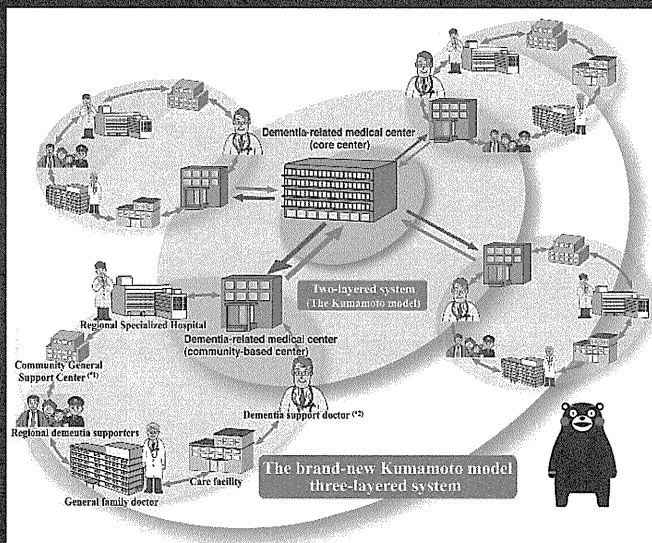 Dementia-related medical center
(core center)
Two-layered system
(The Kumamoto model)
Regional Specialized Hospital
Dementia-related medical center
(community-based center)
Community General
Support Center (*1)
Dementia support doctor (*2)
Regional dementia supporters
Care facility
General family doctor
The brand-new Kumamoto model
three-layered system